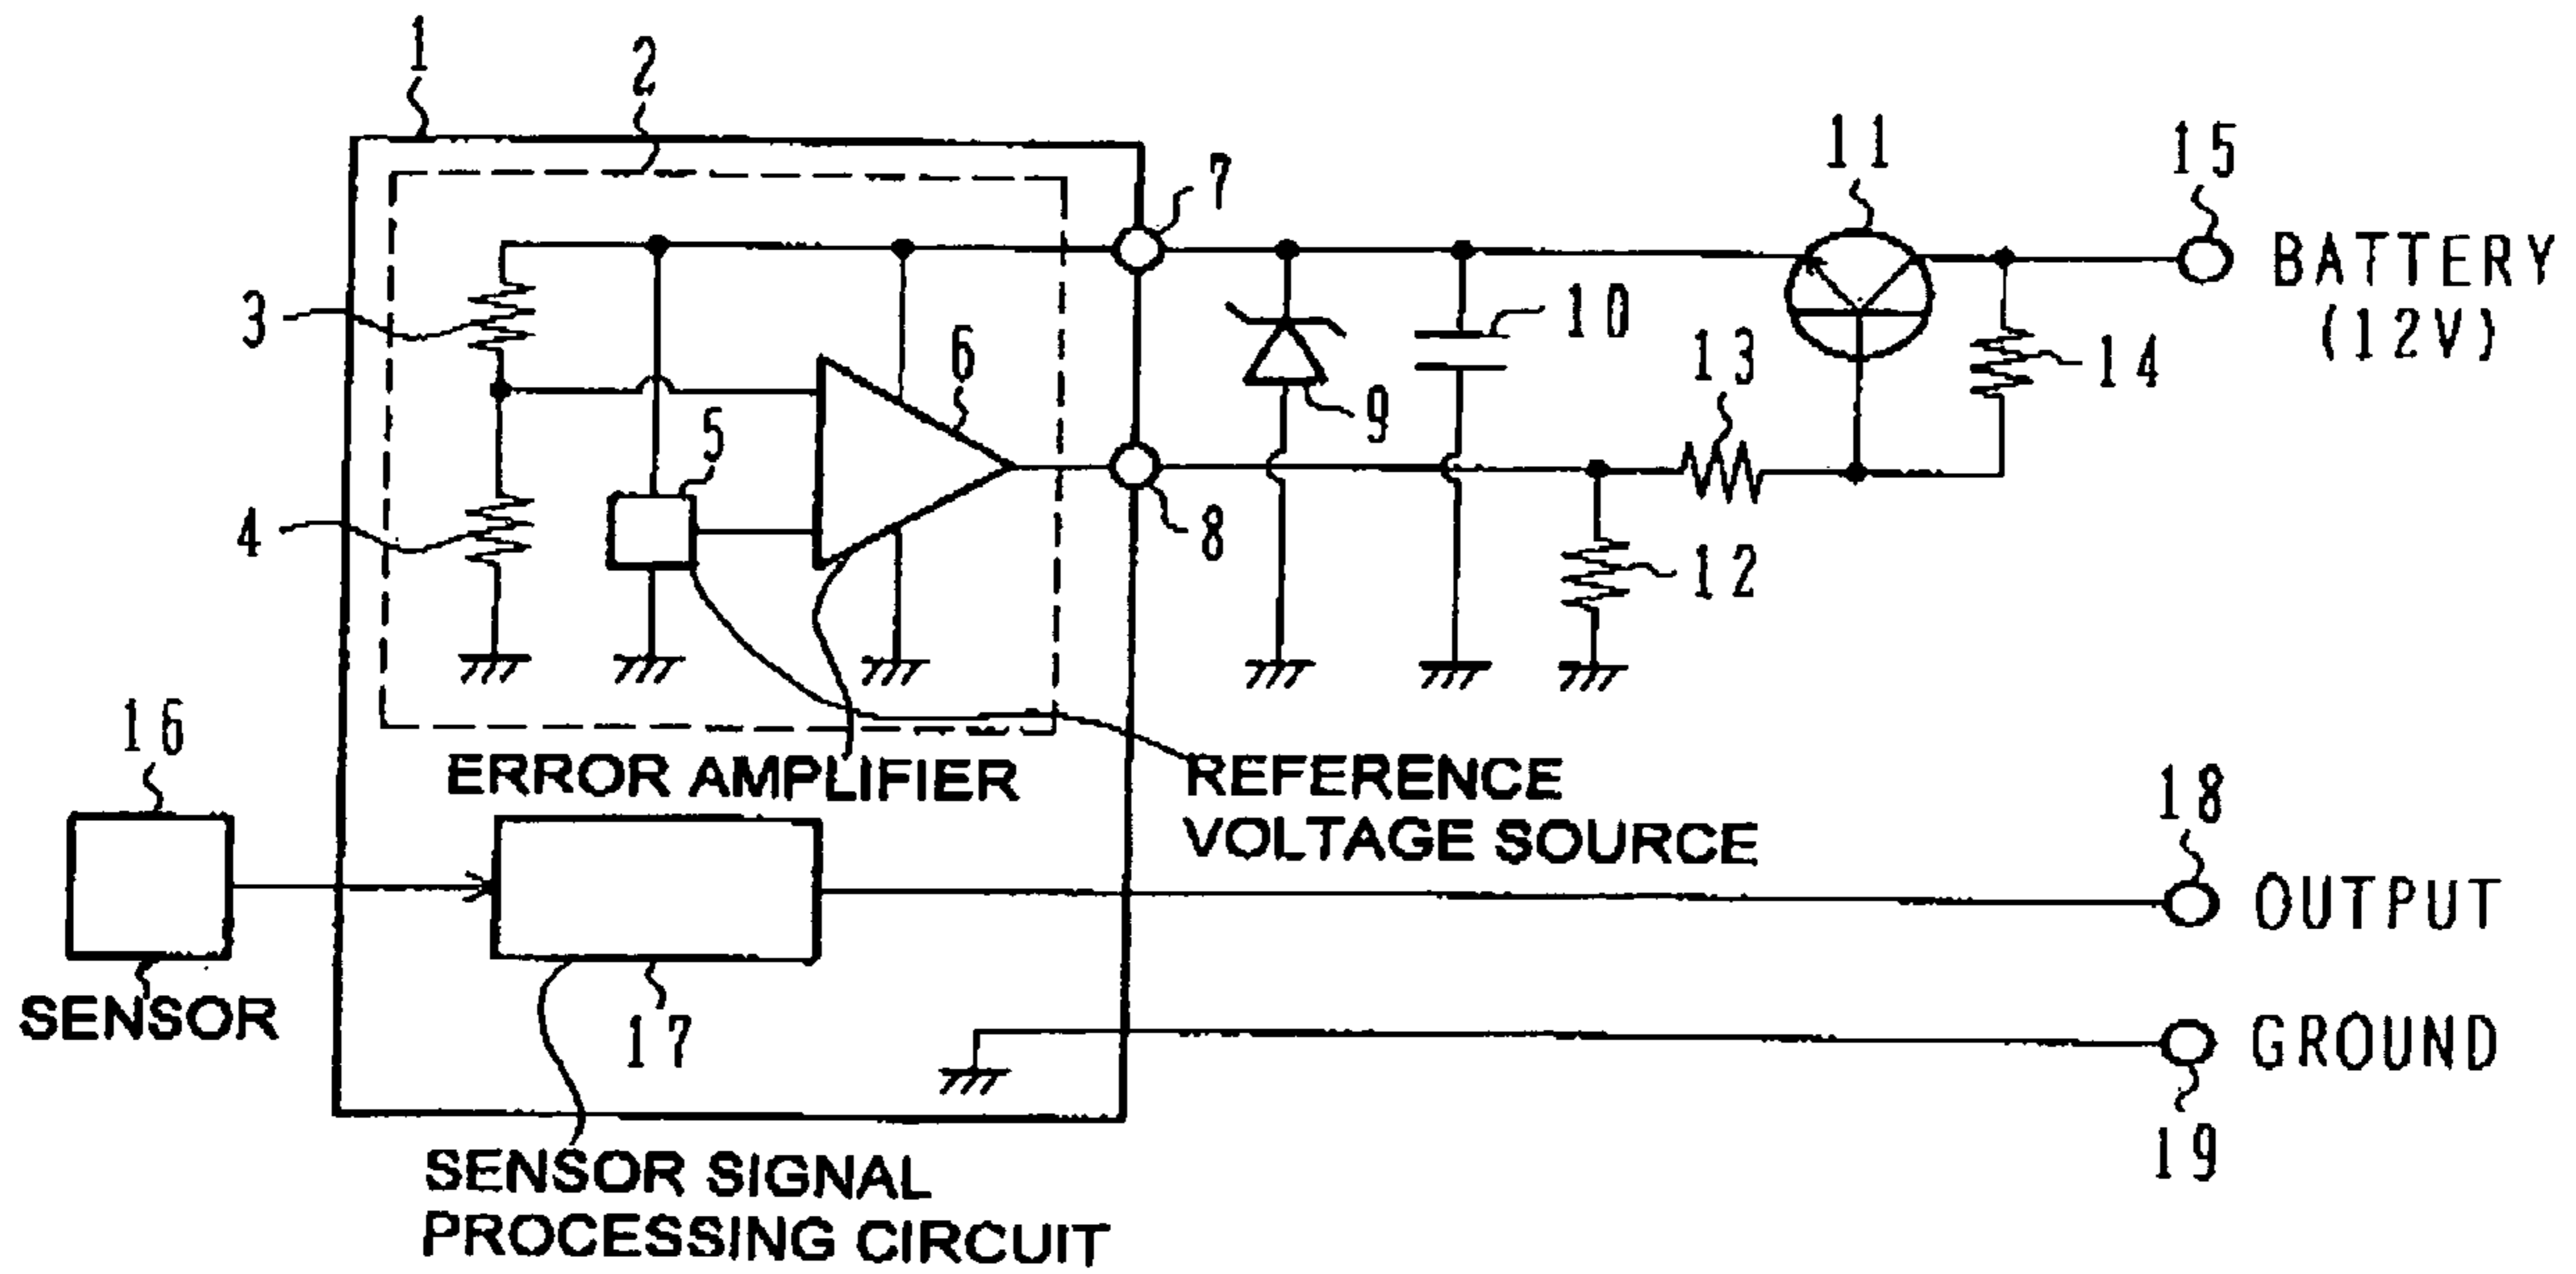 1
2
7
11
15
BATTERY
(12V)
3
6
10
13
14
5
9
4
8
12
16
ERROR AMPLIFIER
REFERENCE
VOLTAGE SOURCE
18
OUTPUT
SENSOR
17
GROUND
19
SENSOR SIGNAL
PROCESSING CIRCUIT